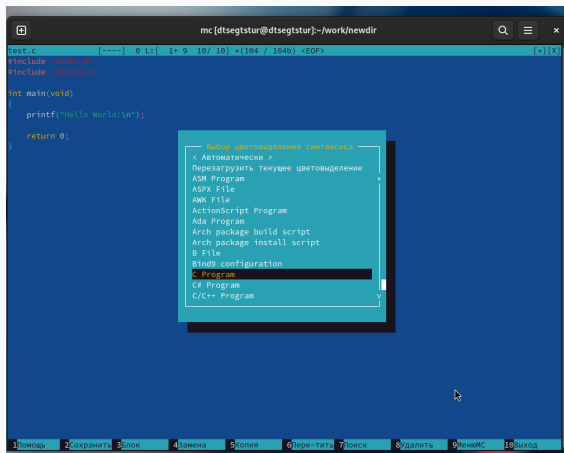 mc [dtsegtstur@dtsegtstur]:~/work/newdir
test.c [----] 0 L:[ 1+ 9 10/ 10] *(104 / 104b) <EOF> [*][X]
#include <stdio.h>
#include <stdlib.h>
int main(void)
{
printf("Hello World!\n");
return 0;
}
Выбор цветовыделения синтаксиса
< Автоматически >
Перезагрузить текущее цветовыделение
ASM Program
ASPX File
AWK File
ActionScript Program
Ada Program
Arch package build script
Arch package install script
B File
Bind9 configuration
C Program
C# Program
C/C++ Program
1Помощь 2Сохранить 3Блок 4Замена 5Копия 6Пере~тить 7Поиск 8Удалить 9МенюMC 10Выход